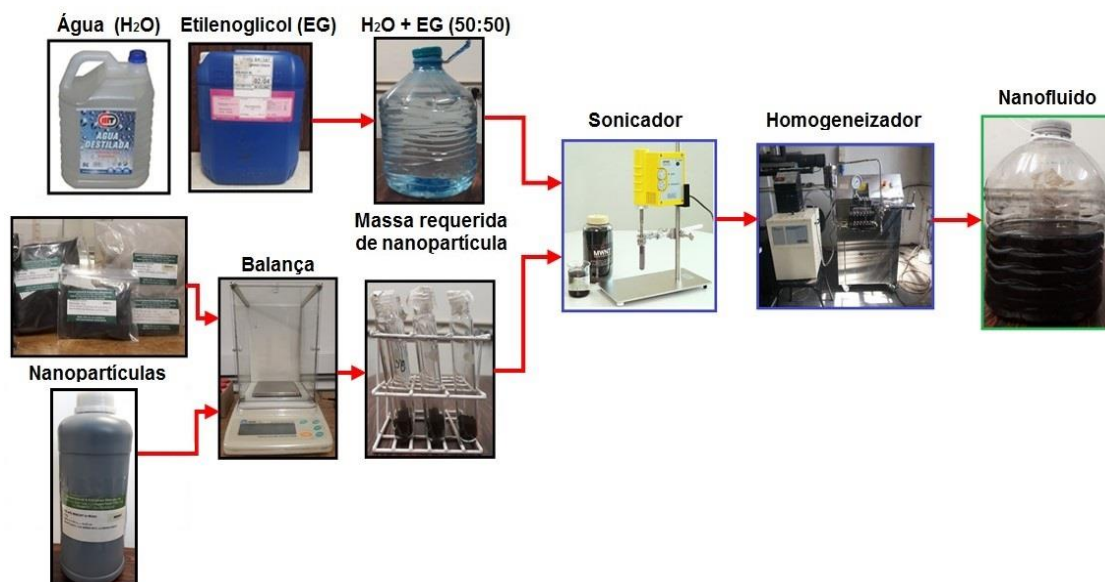 Água (H₂O)
Etilenoglicol (EG)
H₂O + EG (50:50)
ÁGUA
DESTILADA
Sonicador
Homogeneizador
Nanofluido
Massa requerida
de nanopartícula
Balança
Nanopartículas
MWNT